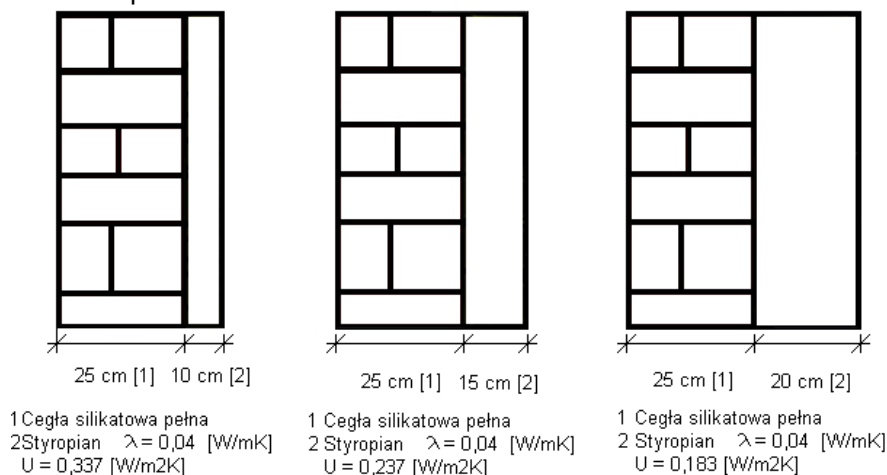 25 cm [1] 10 cm [2]
1 Cegła silikatowa pełna
2 Styropian λ = 0,04 [W/mK]
U = 0,337 [W/m2K]
25 cm [1] 15 cm [2]
1 Cegła silikatowa pełna
2 Styropian λ = 0,04 [W/mK]
U = 0,237 [W/m2K]
25 cm [1] 20 cm [2]
1 Cegła silikatowa pełna
2 Styropian λ = 0,04 [W/mK]
U = 0,183 [W/m2K]